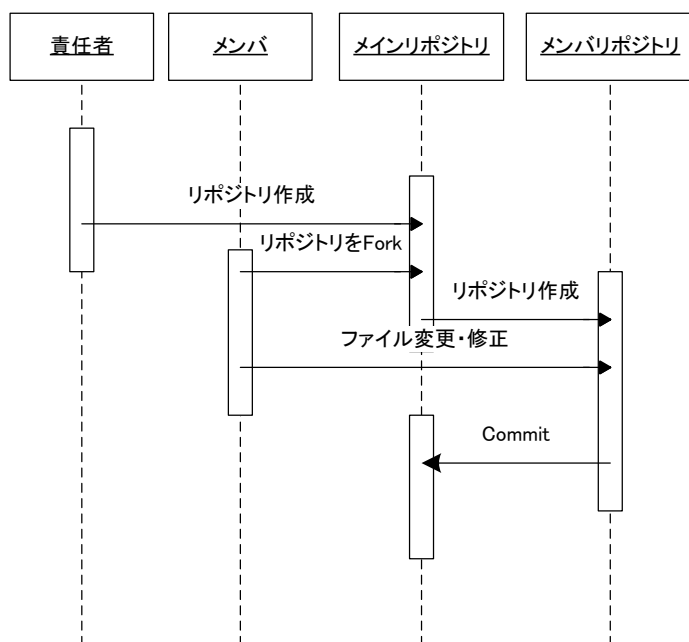 責任者
メンバ
メインリポジトリ
メンバリポジトリ
リポジトリ作成
リポジトリをFork
リポジトリ作成
ファイル変更・修正
Commit